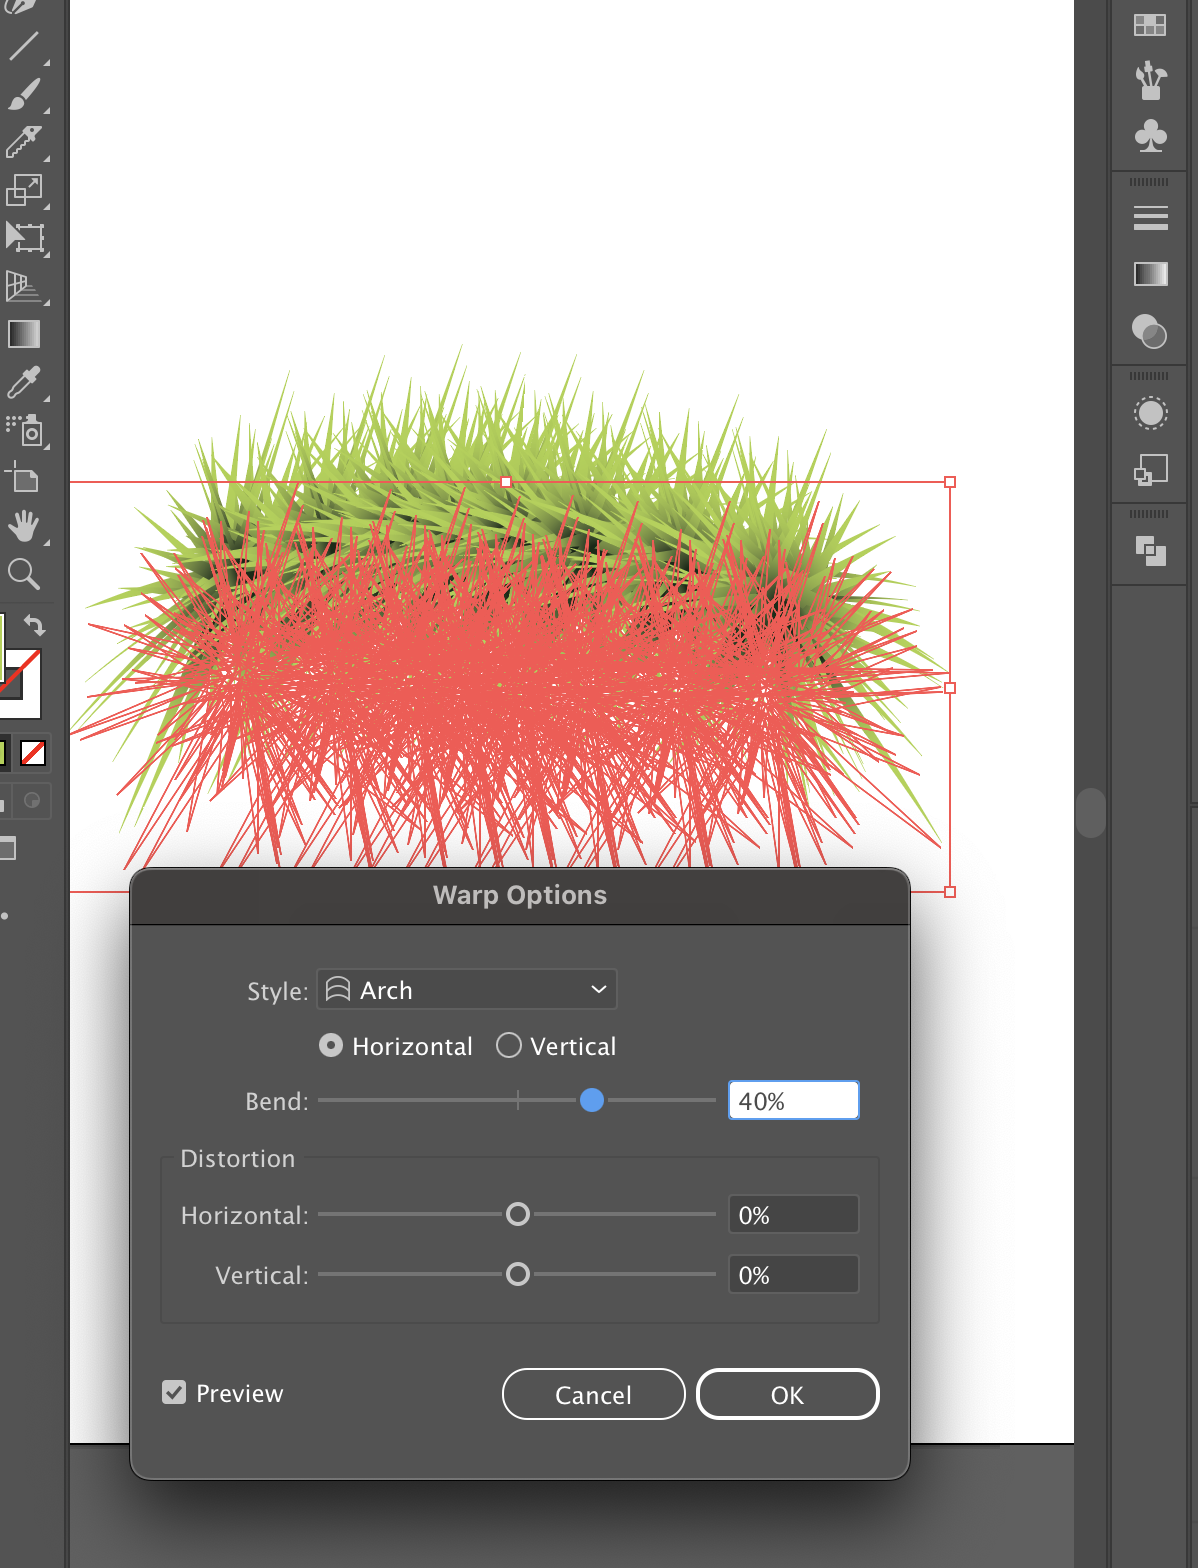 Warp Options
Style: Arch
Horizontal Vertical
Bend: 40%
Distortion
Horizontal: 0%
Vertical: 0%
Preview Cancel OK